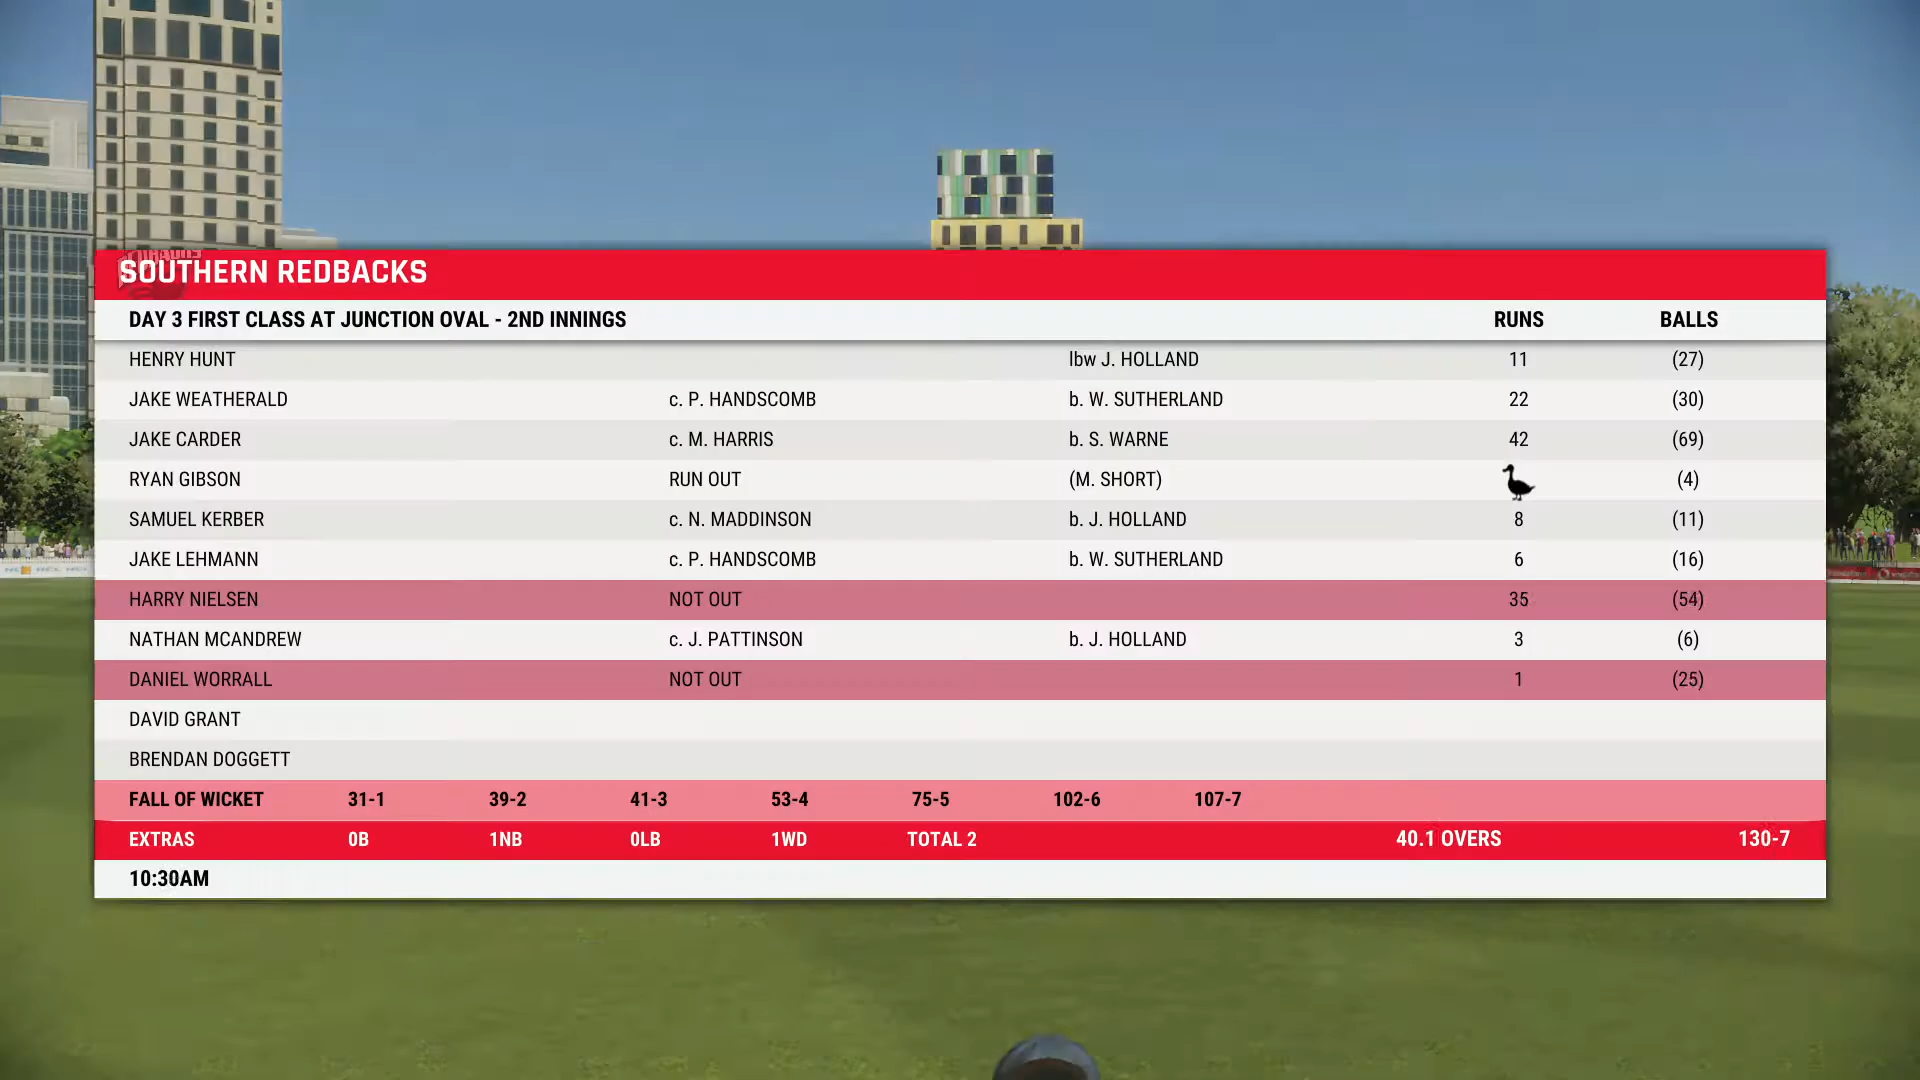 SOUTHERN REDBACKS
DAY 3 FIRST CLASS AT JUNCTION OVAL - 2ND INNINGS RUNS BALLS
HENRY HUNT lbw J. HOLLAND 11 (27)
JAKE WEATHERALD c. P. HANDSCOMB b. W. SUTHERLAND 22 (30)
JAKE CARDER c. M. HARRIS b. S. WARNE 42 (69)
RYAN GIBSON RUN OUT (M. SHORT) (4)
SAMUEL KERBER c. N. MADDINSON b. J. HOLLAND 8 (11)
JAKE LEHMANN c. P. HANDSCOMB b. W. SUTHERLAND 6 (16)
HARRY NIELSEN NOT OUT 35 (54)
NATHAN MCANDREW c. J. PATTINSON b. J. HOLLAND 3 (6)
DANIEL WORRALL NOT OUT 1 (25)
DAVID GRANT
BRENDAN DOGGETT
FALL OF WICKET 31-1 39-2 41-3 53-4 75-5 102-6 107-7
EXTRAS 0B 1NB 0LB 1WD TOTAL 2 40.1 OVERS 130-7
10:30AM